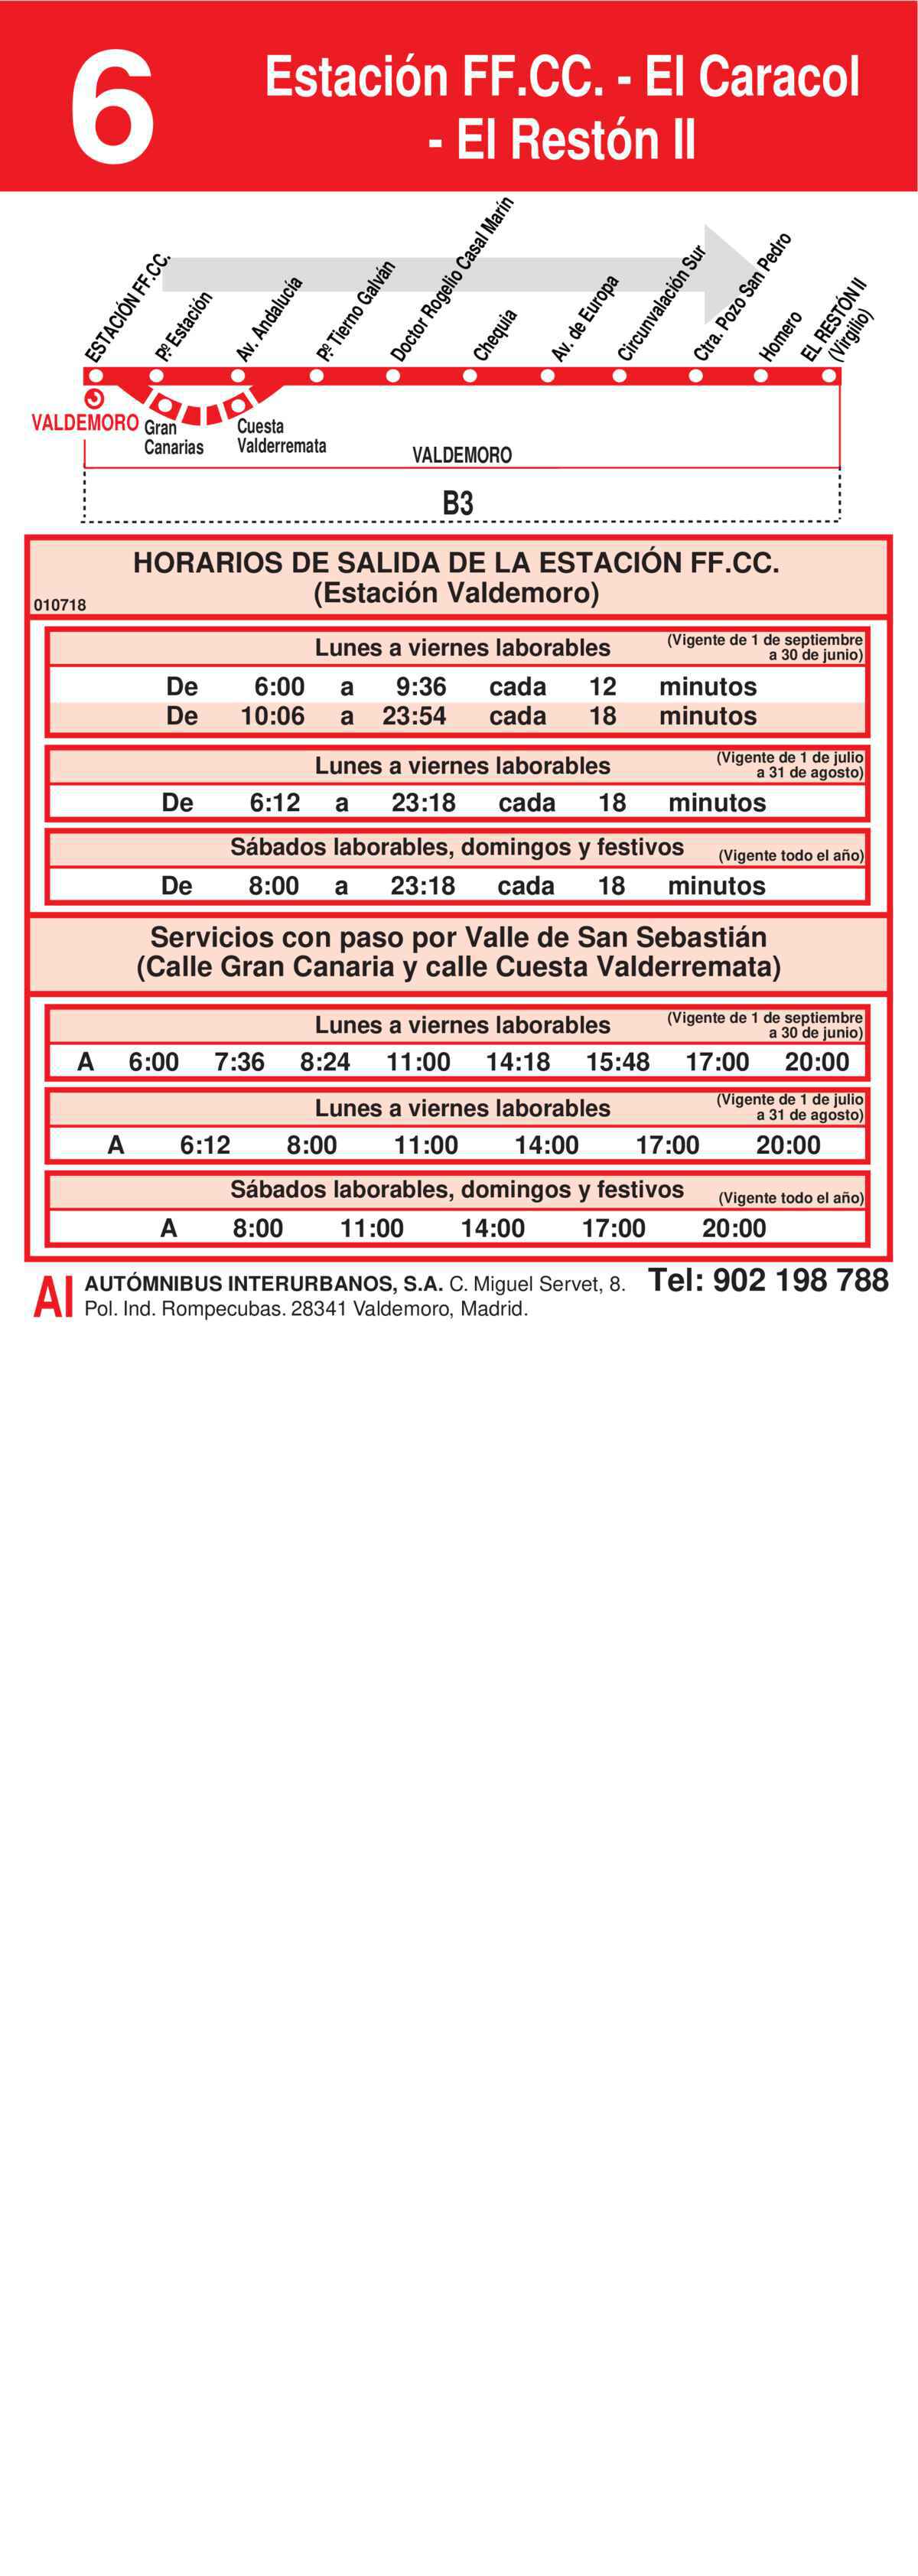 6
Estación FF.CC. - El Caracol
- El Restón II
ESTACIÓN FF.CC.
Pº. Estación
Av. Andalucía
Pº. Tierno Galván
Doctor Rogelio Casal Marín
Chequia
Av. de Europa
Circunvalación Sur
Ctra. Pozo San Pedro
Homero
EL RESTÓN II
(Virgilio)
VALDEMORO
Gran
Canarias
Cuesta
Valderremata
VALDEMORO
B3
HORARIOS DE SALIDA DE LA ESTACIÓN FF.CC.
(Estación Valdemoro)
010718
Lunes a viernes laborables (Vigente de 1 de septiembre
a 30 de junio)
De 6:00 a 9:36 cada 12 minutos
De 10:06 a 23:54 cada 18 minutos
Lunes a viernes laborables (Vigente de 1 de julio
a 31 de agosto)
De 6:12 a 23:18 cada 18 minutos
Sábados laborables, domingos y festivos (Vigente todo el año)
De 8:00 a 23:18 cada 18 minutos
Servicios con paso por Valle de San Sebastián
(Calle Gran Canaria y calle Cuesta Valderremata)
Lunes a viernes laborables (Vigente de 1 de septiembre
a 30 de junio)
A 6:00 7:36 8:24 11:00 14:18 15:48 17:00 20:00
Lunes a viernes laborables (Vigente de 1 de julio
a 31 de agosto)
A 6:12 8:00 11:00 14:00 17:00 20:00
Sábados laborables, domingos y festivos (Vigente todo el año)
A 8:00 11:00 14:00 17:00 20:00
AI AUTÓMNIBUS INTERURBANOS, S.A. C. Miguel Servet, 8. Tel: 902 198 788
Pol. Ind. Rompecubas. 28341 Valdemoro, Madrid.